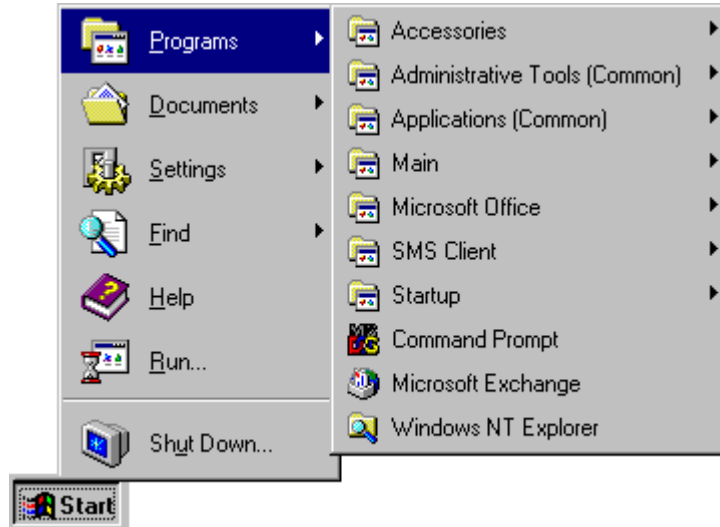 Programs
Documents
Settings
Find
Help
Run...
Shut Down...
Start
Accessories
Administrative Tools (Common)
Applications (Common)
Main
Microsoft Office
SMS Client
Startup
Command Prompt
Microsoft Exchange
Windows NT Explorer